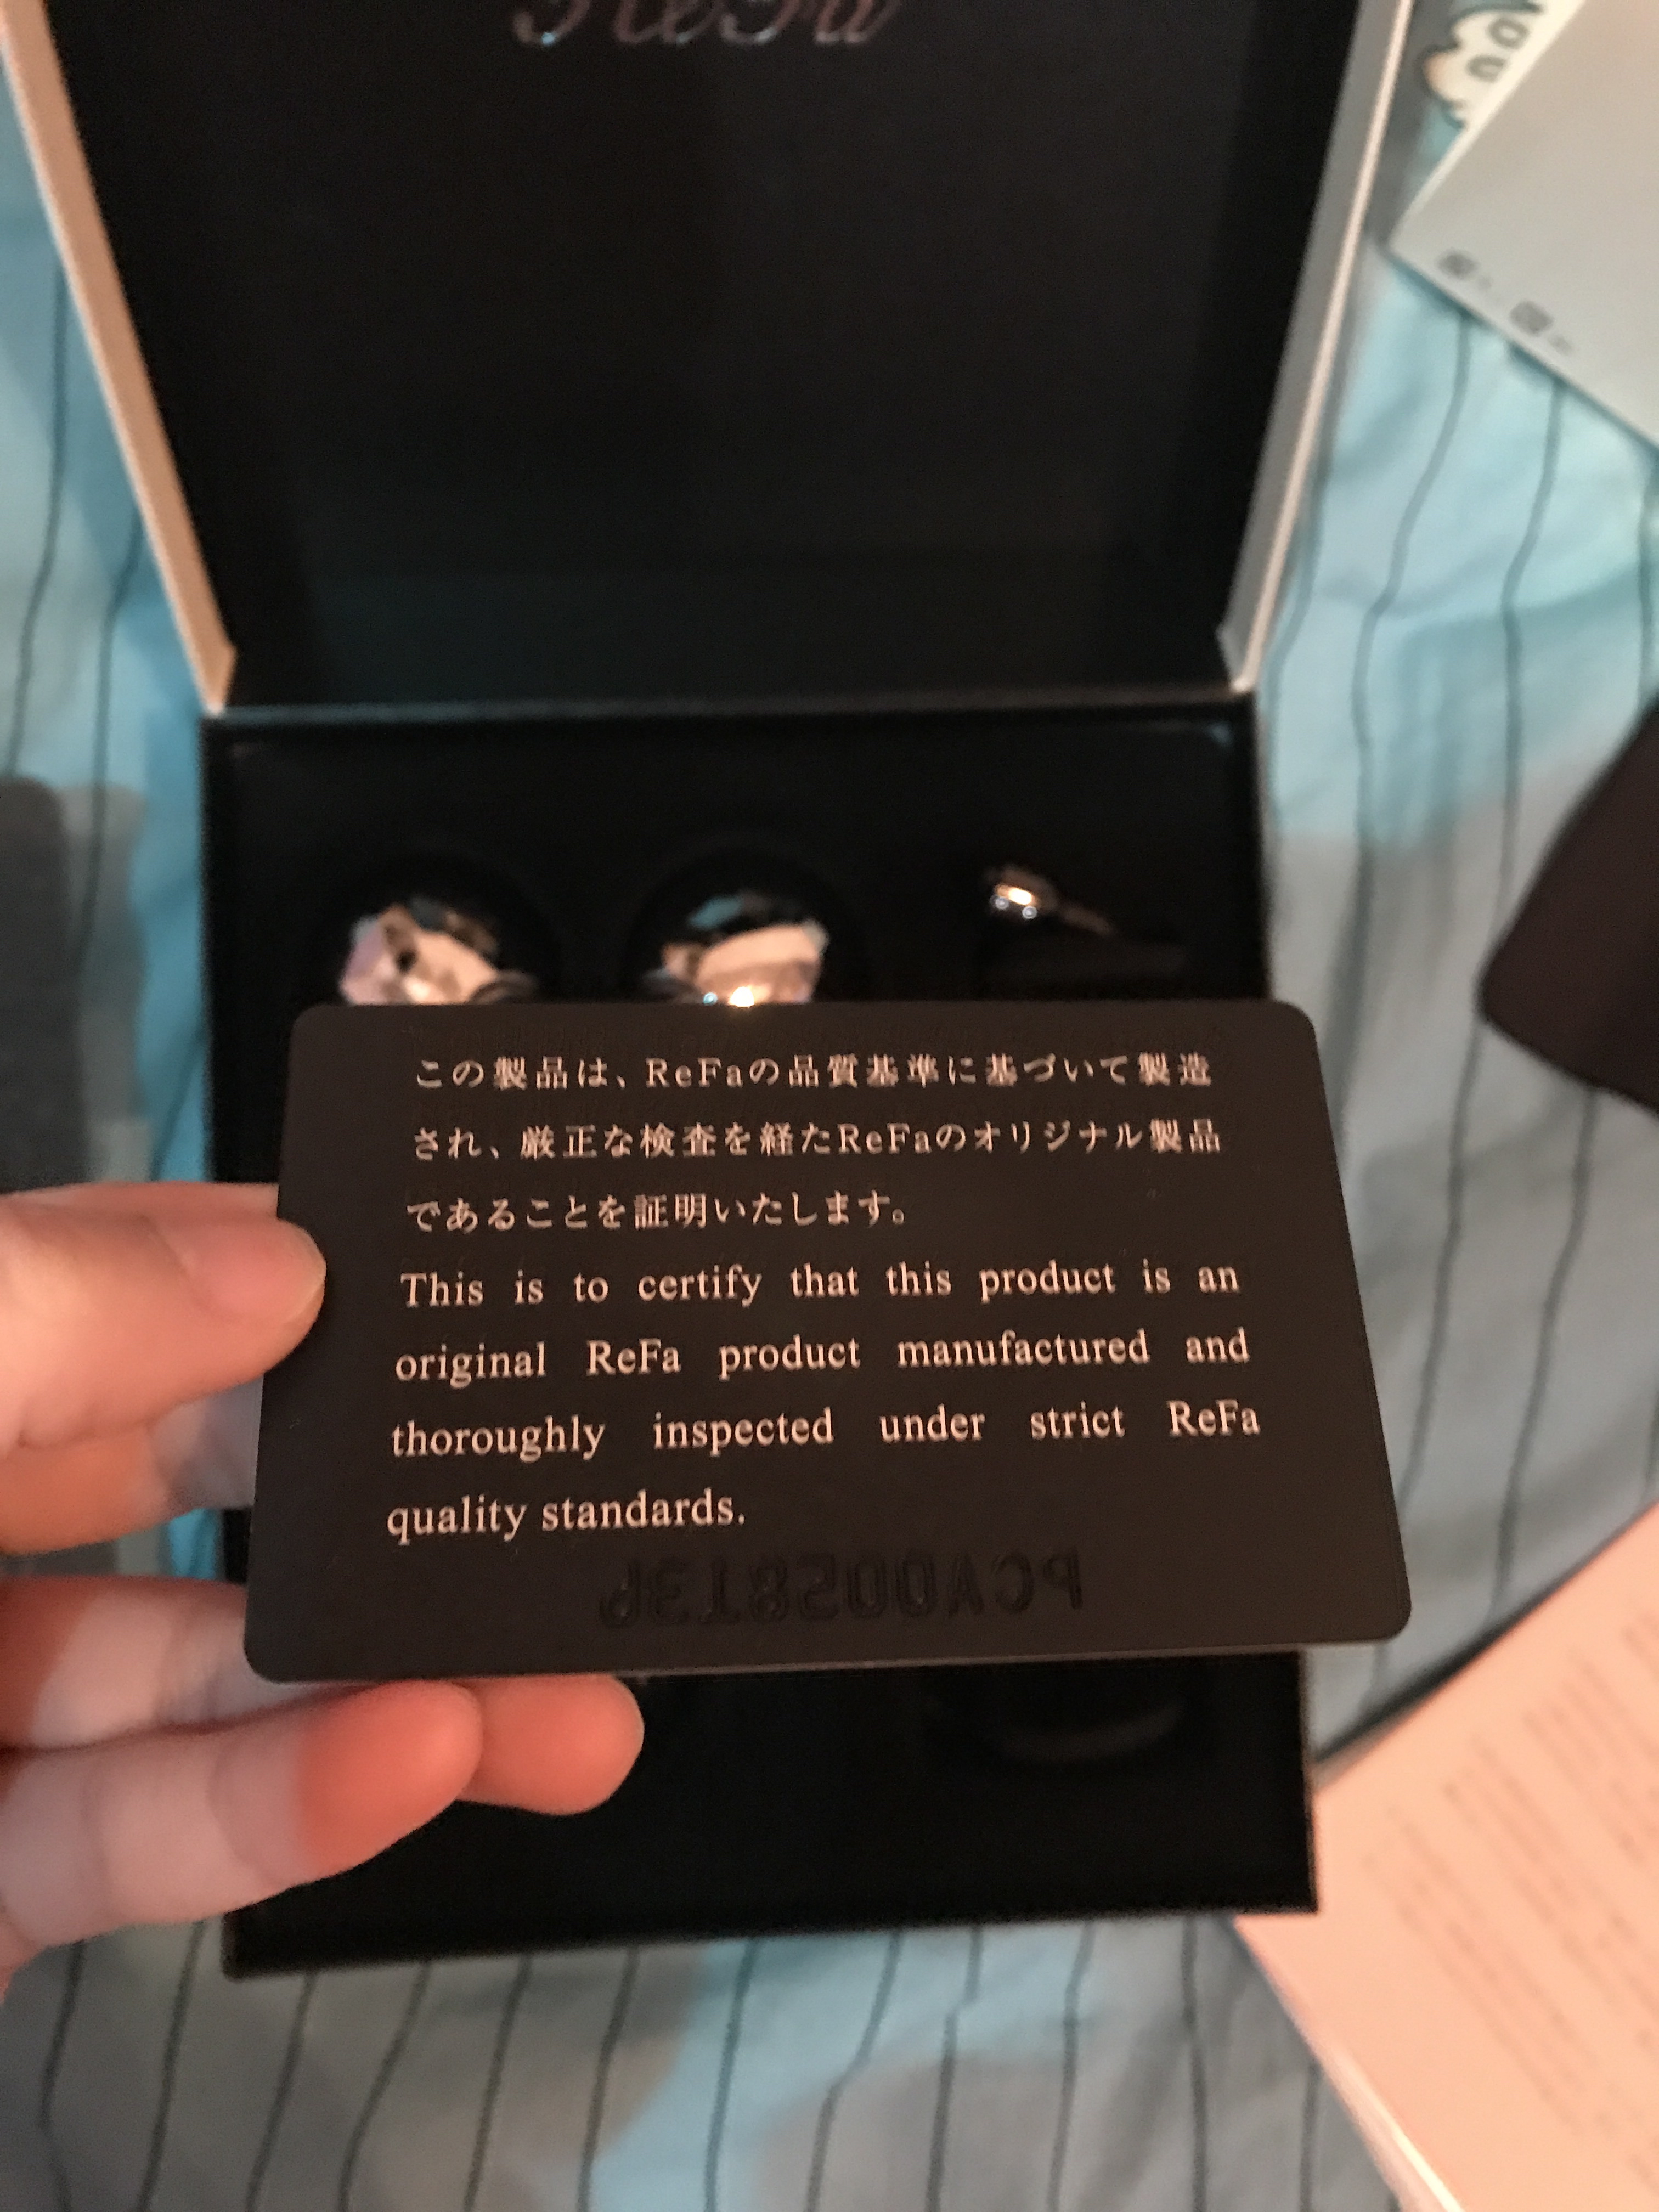 ReFa
この製品は、ReFaの品質基準に基づいて製造
され、厳正な検査を経たReFaのオリジナル製品
であることを証明いたします。
This is to certify that this product is an
original ReFa product manufactured and
thoroughly inspected under strict ReFa
quality standards.